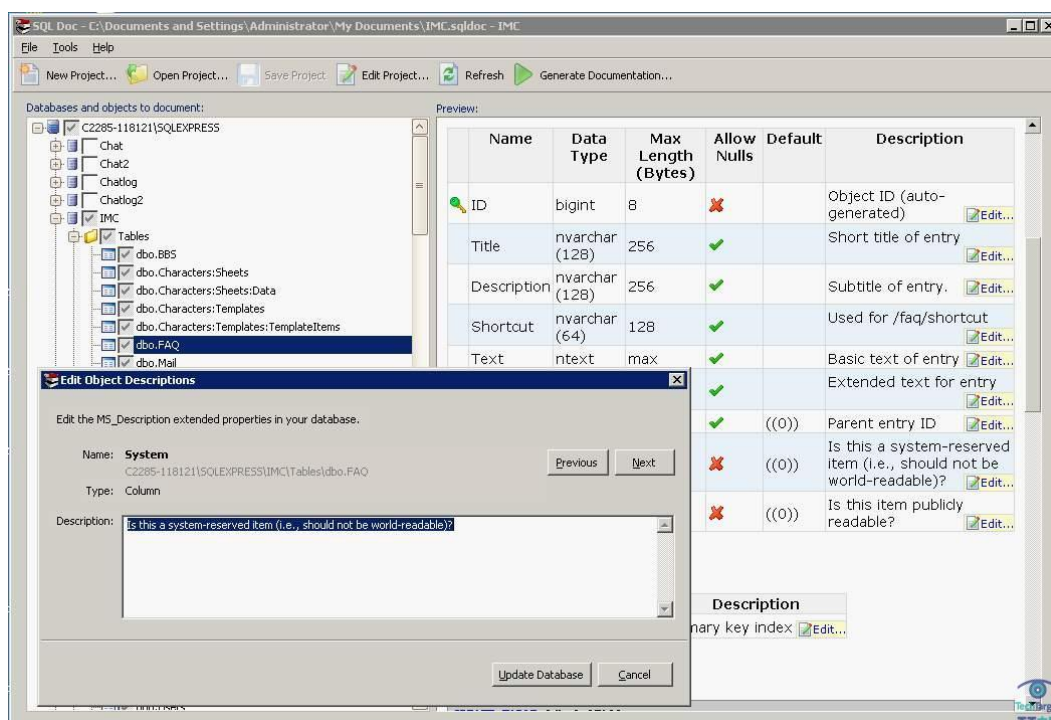 SQL Doc - C:\Documents and Settings\Administrator\My Documents\IMC.sqldoc - IMC
File Tools Help
New Project... Open Project... Save Project Edit Project... Refresh Generate Documentation...
Databases and objects to document:
C2285-118121\SQLEXPRESS
Chat
Chat2
Chatlog
Chatlog2
IMC
Tables
dbo.BBS
dbo.Characters:Sheets
dbo.Characters:Sheets:Data
dbo.Characters:Templates
dbo.Characters:Templates:TemplateItems
dbo.FAQ
dbo.Mail
Preview:
Name Data Type Max Length (Bytes) Allow Nulls Default Description
ID bigint 8 Object ID (auto-generated) Edit...
Title nvarchar (128) 256 Short title of entry Edit...
Description nvarchar (128) 256 Subtitle of entry. Edit...
Shortcut nvarchar (64) 128 Used for /faq/shortcut Edit...
Text ntext max Basic text of entry Edit...
Extended text for entry Edit...
((0)) Parent entry ID Edit...
((0)) Is this a system-reserved item (i.e., should not be world-readable)? Edit...
((0)) Is this item publicly readable? Edit...
Description
mary key index Edit...
Edit Object Descriptions
Edit the MS_Description extended properties in your database.
Name: System
C2285-118121\SQLEXPRESS\IMC\Tables\dbo.FAQ
Previous Next
Type: Column
Description: Is this a system-reserved item (i.e., should not be world-readable)?
Update Database Cancel